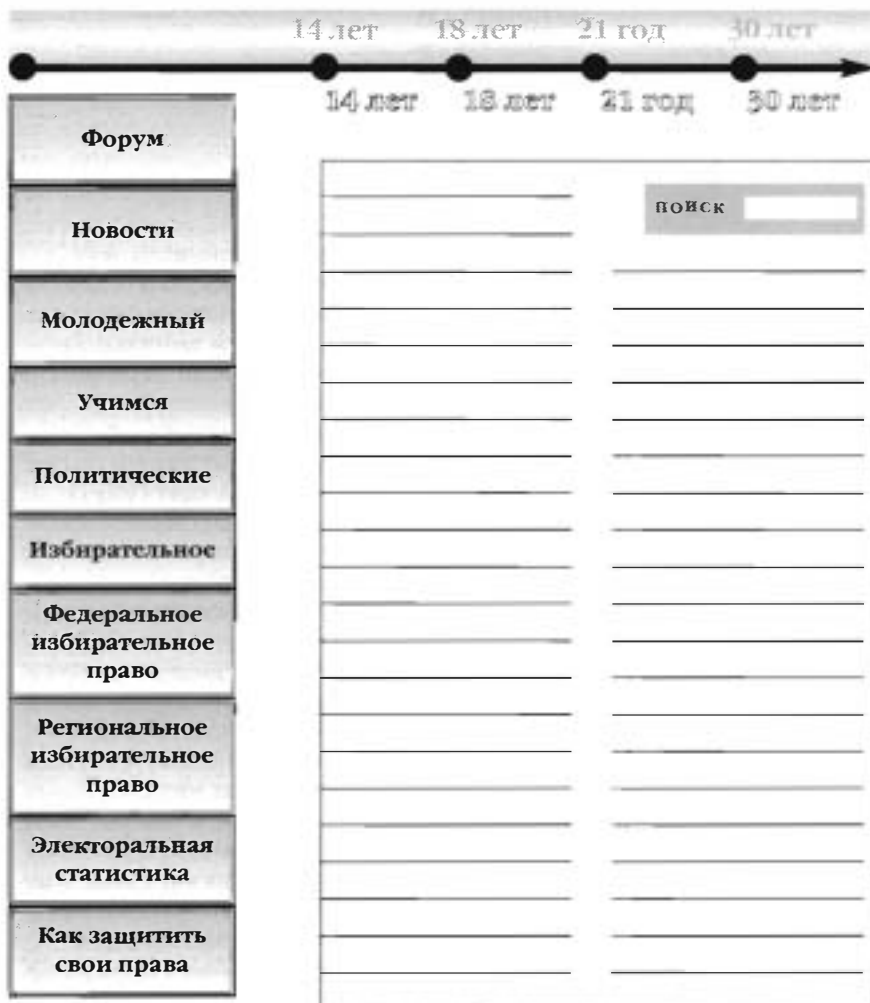 14 лет 18 лет 21 год 30 лет
14 лет 18 лет 21 год 30 лет
Форум
Новости
поиск
Молодежный
Учимся
Политические
Избирательное
Федеральное
избирательное
право
Региональное
избирательное
право
Электоральная
статистика
Как защитить
свои права